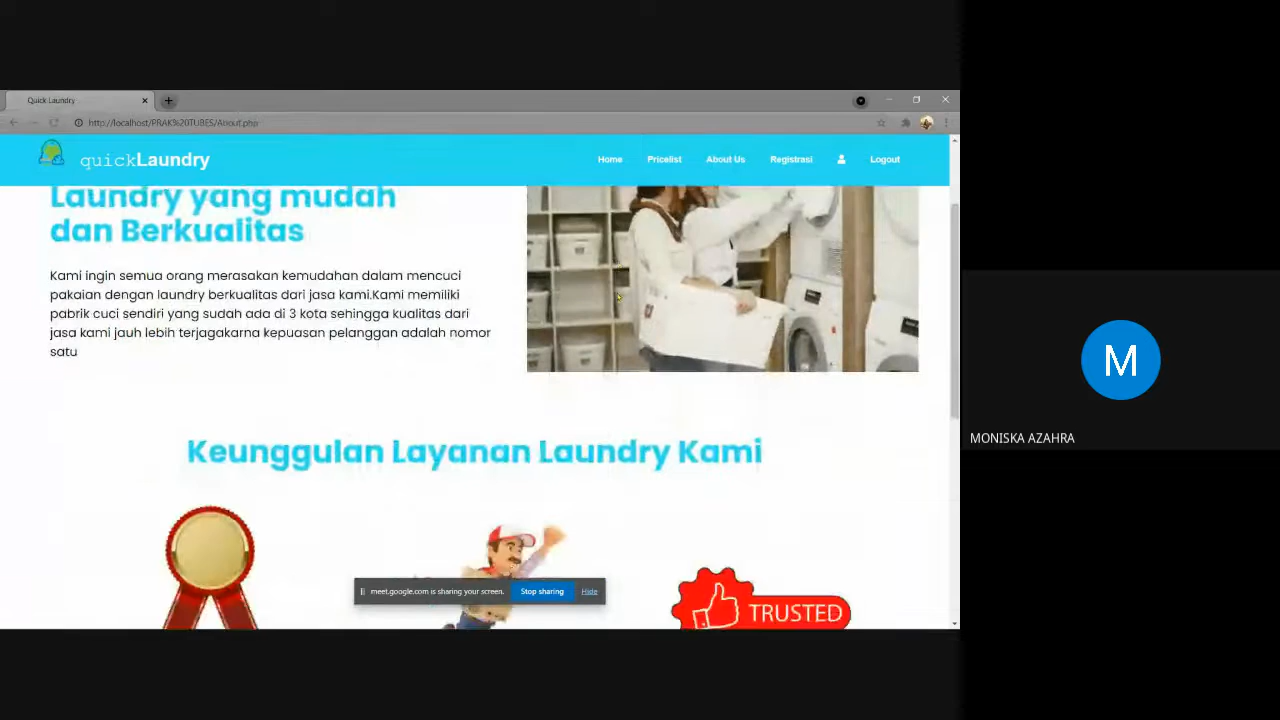 Quick Laundry
http://localhost/PRAK%20TUBES/About.php
quickLaundry
Home
Pricelist
About Us
Registrasi
Logout
Laundry yang mudah
dan Berkualitas
Kami ingin semua orang merasakan kemudahan dalam mencuci
pakaian dengan laundry berkualitas dari jasa kami.Kami memiliki
pabrik cuci sendiri yang sudah ada di 3 kota sehingga kualitas dari
jasa kami jauh lebih terjagakarna kepuasan pelanggan adalah nomor
satu
Keunggulan Layanan Laundry Kami
TRUSTED
meet.google.com is sharing your screen.
Stop sharing
Hide
M
MONISKA AZAHRA